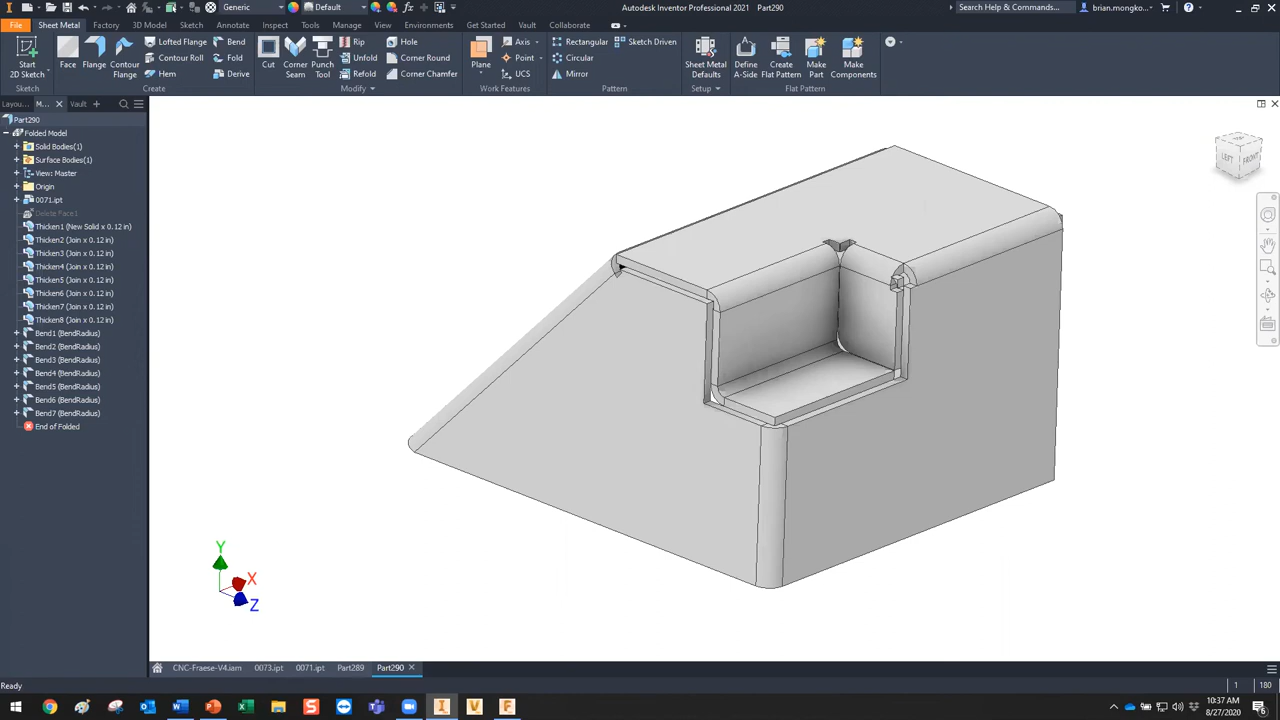 Generic
Default
Autodesk Inventor Professional 2021 Part290
Search Help & Commands...
brian.mongko...
File Sheet Metal Factory 3D Model Sketch Annotate Inspect Tools Manage View Environments Get Started Vault Collaborate
Start 2D Sketch
Face
Flange
Contour Flange
Lofted Flange
Contour Roll
Hem
Bend
Fold
Derive
Cut
Corner Seam
Punch Tool
Rip
Unfold
Refold
Hole
Corner Round
Corner Chamfer
Plane
Axis
Point
UCS
Rectangular
Circular
Mirror
Sketch Driven
Sheet Metal Defaults
Define A-Side
Create Flat Pattern
Make Part
Make Components
Sketch Create Modify Work Features Pattern Setup Flat Pattern
Layou... M... Vault
Part290
Folded Model
Solid Bodies(1)
Surface Bodies(1)
View: Master
Origin
0071.ipt
Delete Face1
Thicken1 (New Solid x 0.12 in)
Thicken2 (Join x 0.12 in)
Thicken3 (Join x 0.12 in)
Thicken4 (Join x 0.12 in)
Thicken5 (Join x 0.12 in)
Thicken6 (Join x 0.12 in)
Thicken7 (Join x 0.12 in)
Thicken8 (Join x 0.12 in)
Bend1 (BendRadius)
Bend2 (BendRadius)
Bend3 (BendRadius)
Bend4 (BendRadius)
Bend5 (BendRadius)
Bend6 (BendRadius)
Bend7 (BendRadius)
End of Folded
LEFT FRONT
Y
X
Z
CNC-Fraese-V4.iam 0073.ipt 0071.ipt Part289 Part290
Ready
1 180
10:37 AM
8/27/2020
6